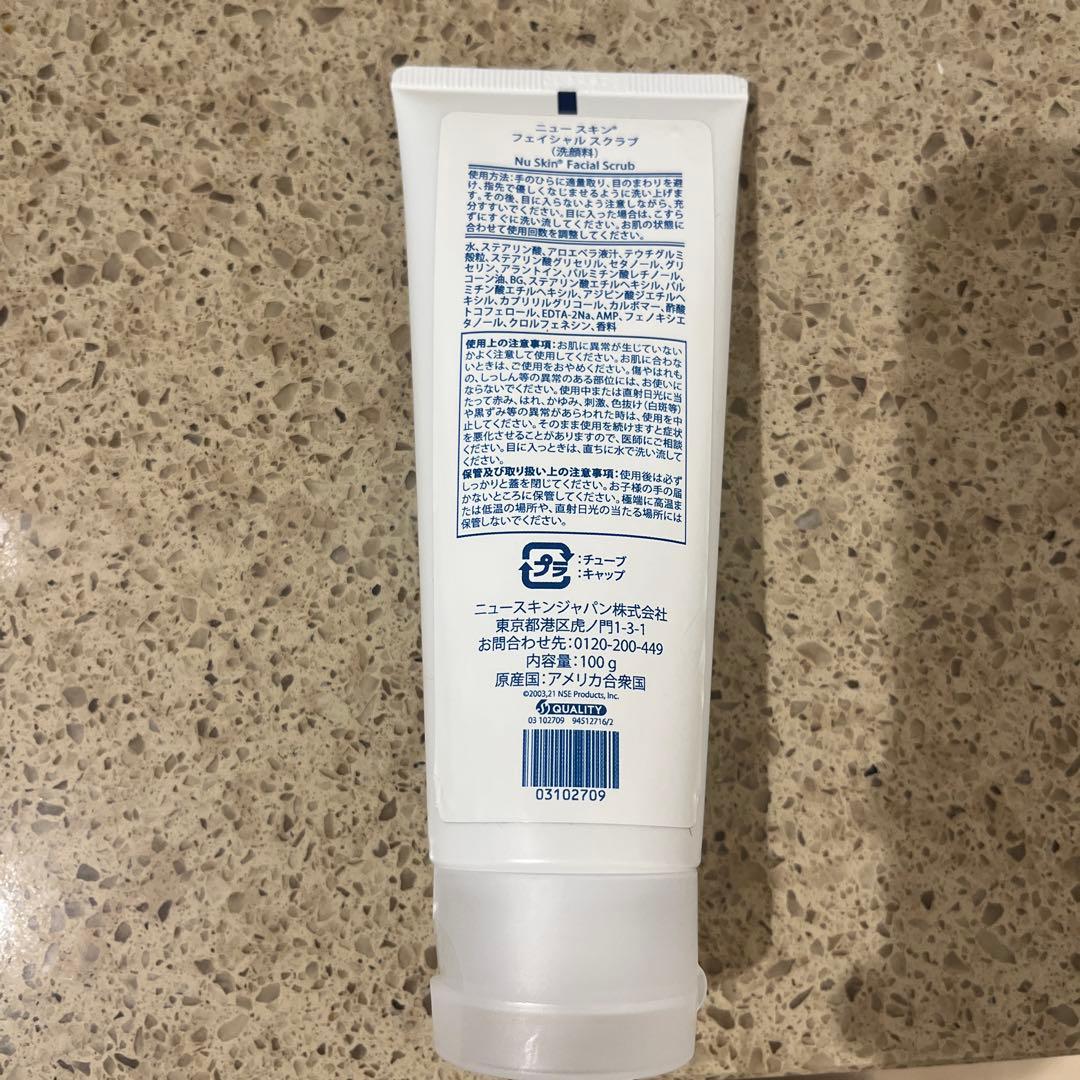 ニュー スキン®
フェイシャル スクラブ
(洗顔料)
Nu Skin® Facial Scrub
使用方法:手のひらに適量取り、目のまわりを避
け、指先で優しくなじませるように洗い上げま
す。その後、目に入らないよう注意しながら、充
分すすいでください。目に入った場合は、こすら
ずにすぐに洗い流してください。お肌の状態に
合わせて使用回数を調整してください。
水、ステアリン酸、アロエベラ液汁、テウチグルミ
殻粒、ステアリン酸グリセリル、セタノール、グリ
セリン、アラントイン、パルミチン酸レチノール、
コーン油、BG、ステアリン酸エチルヘキシル、パル
ミチン酸エチルヘキシル、アジピン酸ジエチルヘ
キシル、カプリリルグリコール、カルボマー、酢酸
トコフェロール、EDTA-2Na、AMP、フェノキシエ
タノール、クロルフェネシン、香料
使用上の注意事項:お肌に異常が生じていない
かよく注意して使用してください。お肌に合わな
いときは、ご使用をおやめください。傷やはれも
の、しっしん等の異常のある部位には、お使いに
ならないでください。使用中または直射日光に当
たって赤み、はれ、かゆみ、刺激、色抜け(白斑等)
や黒ずみ等の異常があらわれた時は、使用を中
止してください。そのまま使用を続けますと症状
を悪化させることがありますので、医師にご相談
ください。目に入っときは、直ちに水で洗い流して
ください。
保管及び取り扱い上の注意事項:使用後は必ず
しっかりと蓋を閉じてください。お子様の手の届
かないところに保管してください。極端に高温ま
たは低温の場所や、直射日光の当たる場所には
保管しないでください。
プラ :チューブ
:キャップ
ニュースキンジャパン株式会社
東京都港区虎ノ門1-3-1
お問合わせ先:0120-200-449
内容量:100 g
原産国:アメリカ合衆国
©2003,21 NSE Products, Inc.
QUALITY
03 102709 94512716/2
03102709